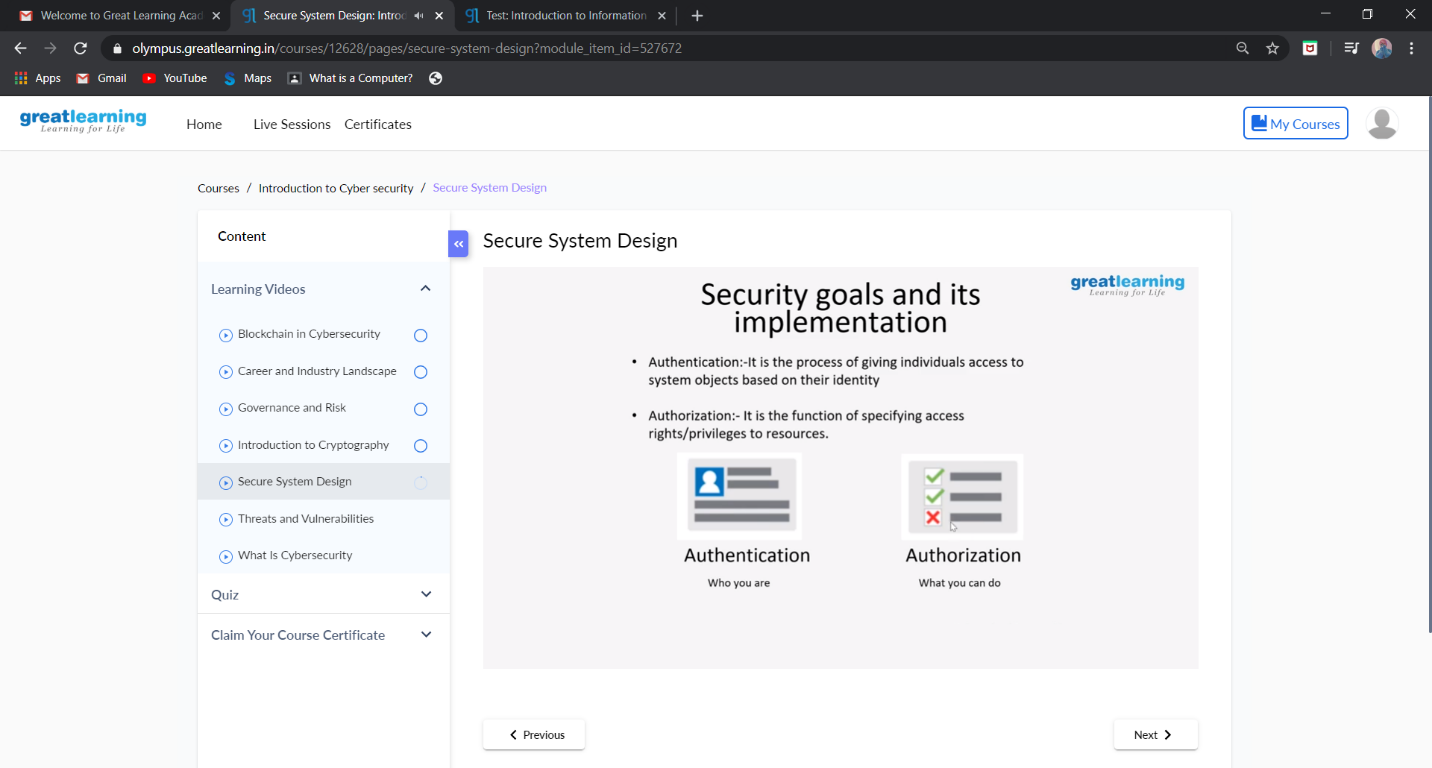 Welcome to Great Learning Acad
Secure System Design: Introd
Test: Introduction to Information
olympus.greatlearning.in/courses/12628/pages/secure-system-design?module_item_id=527672
Apps
Gmail
YouTube
Maps
What is a Computer?
greatlearning
Learning for Life
Home
Live Sessions
Certificates
My Courses
Courses / Introduction to Cyber security / Secure System Design
Content
Learning Videos
Blockchain in Cybersecurity
Career and Industry Landscape
Governance and Risk
Introduction to Cryptography
Secure System Design
Threats and Vulnerabilities
What Is Cybersecurity
Quiz
Claim Your Course Certificate
Secure System Design
greatlearning
Learning for Life
Security goals and its
implementation
• Authentication:-It is the process of giving individuals access to
system objects based on their identity
• Authorization:- It is the function of specifying access
rights/privileges to resources.
Authentication
Who you are
Authorization
What you can do
Previous
Next